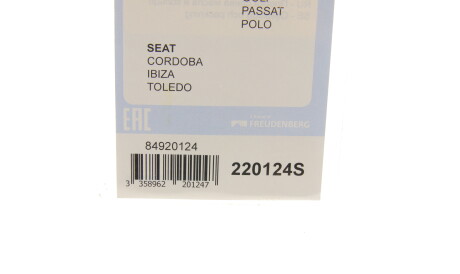 PASSAT
POLO
SEAT
CORDOBA
IBIZA
TOLEDO
EAC
FREUDENBERG
84920124
220124S
3 358962 201247